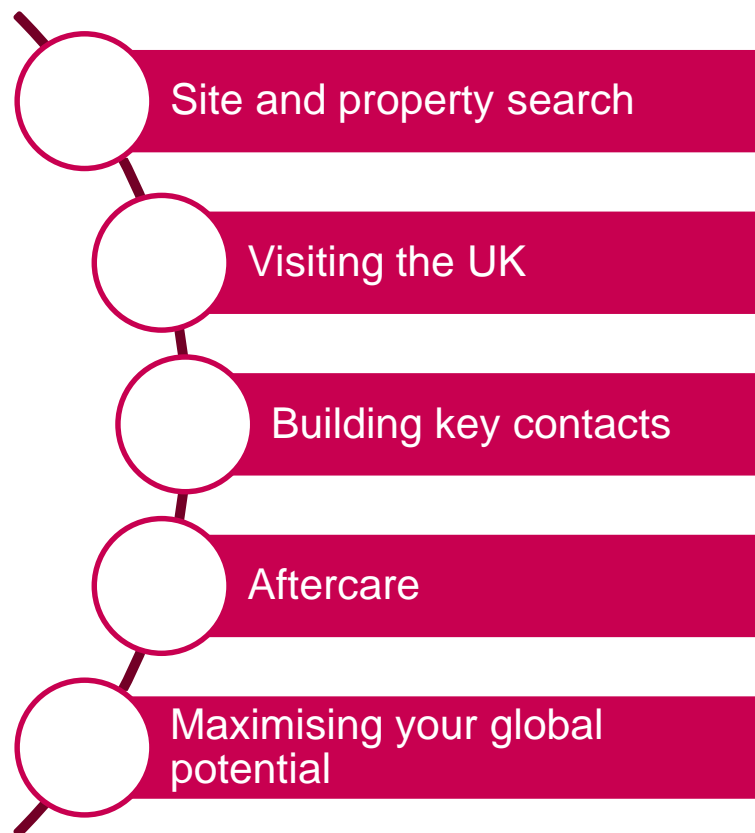 Site and property search
Visiting the UK
Building key contacts
Aftercare
Maximising your global
potential